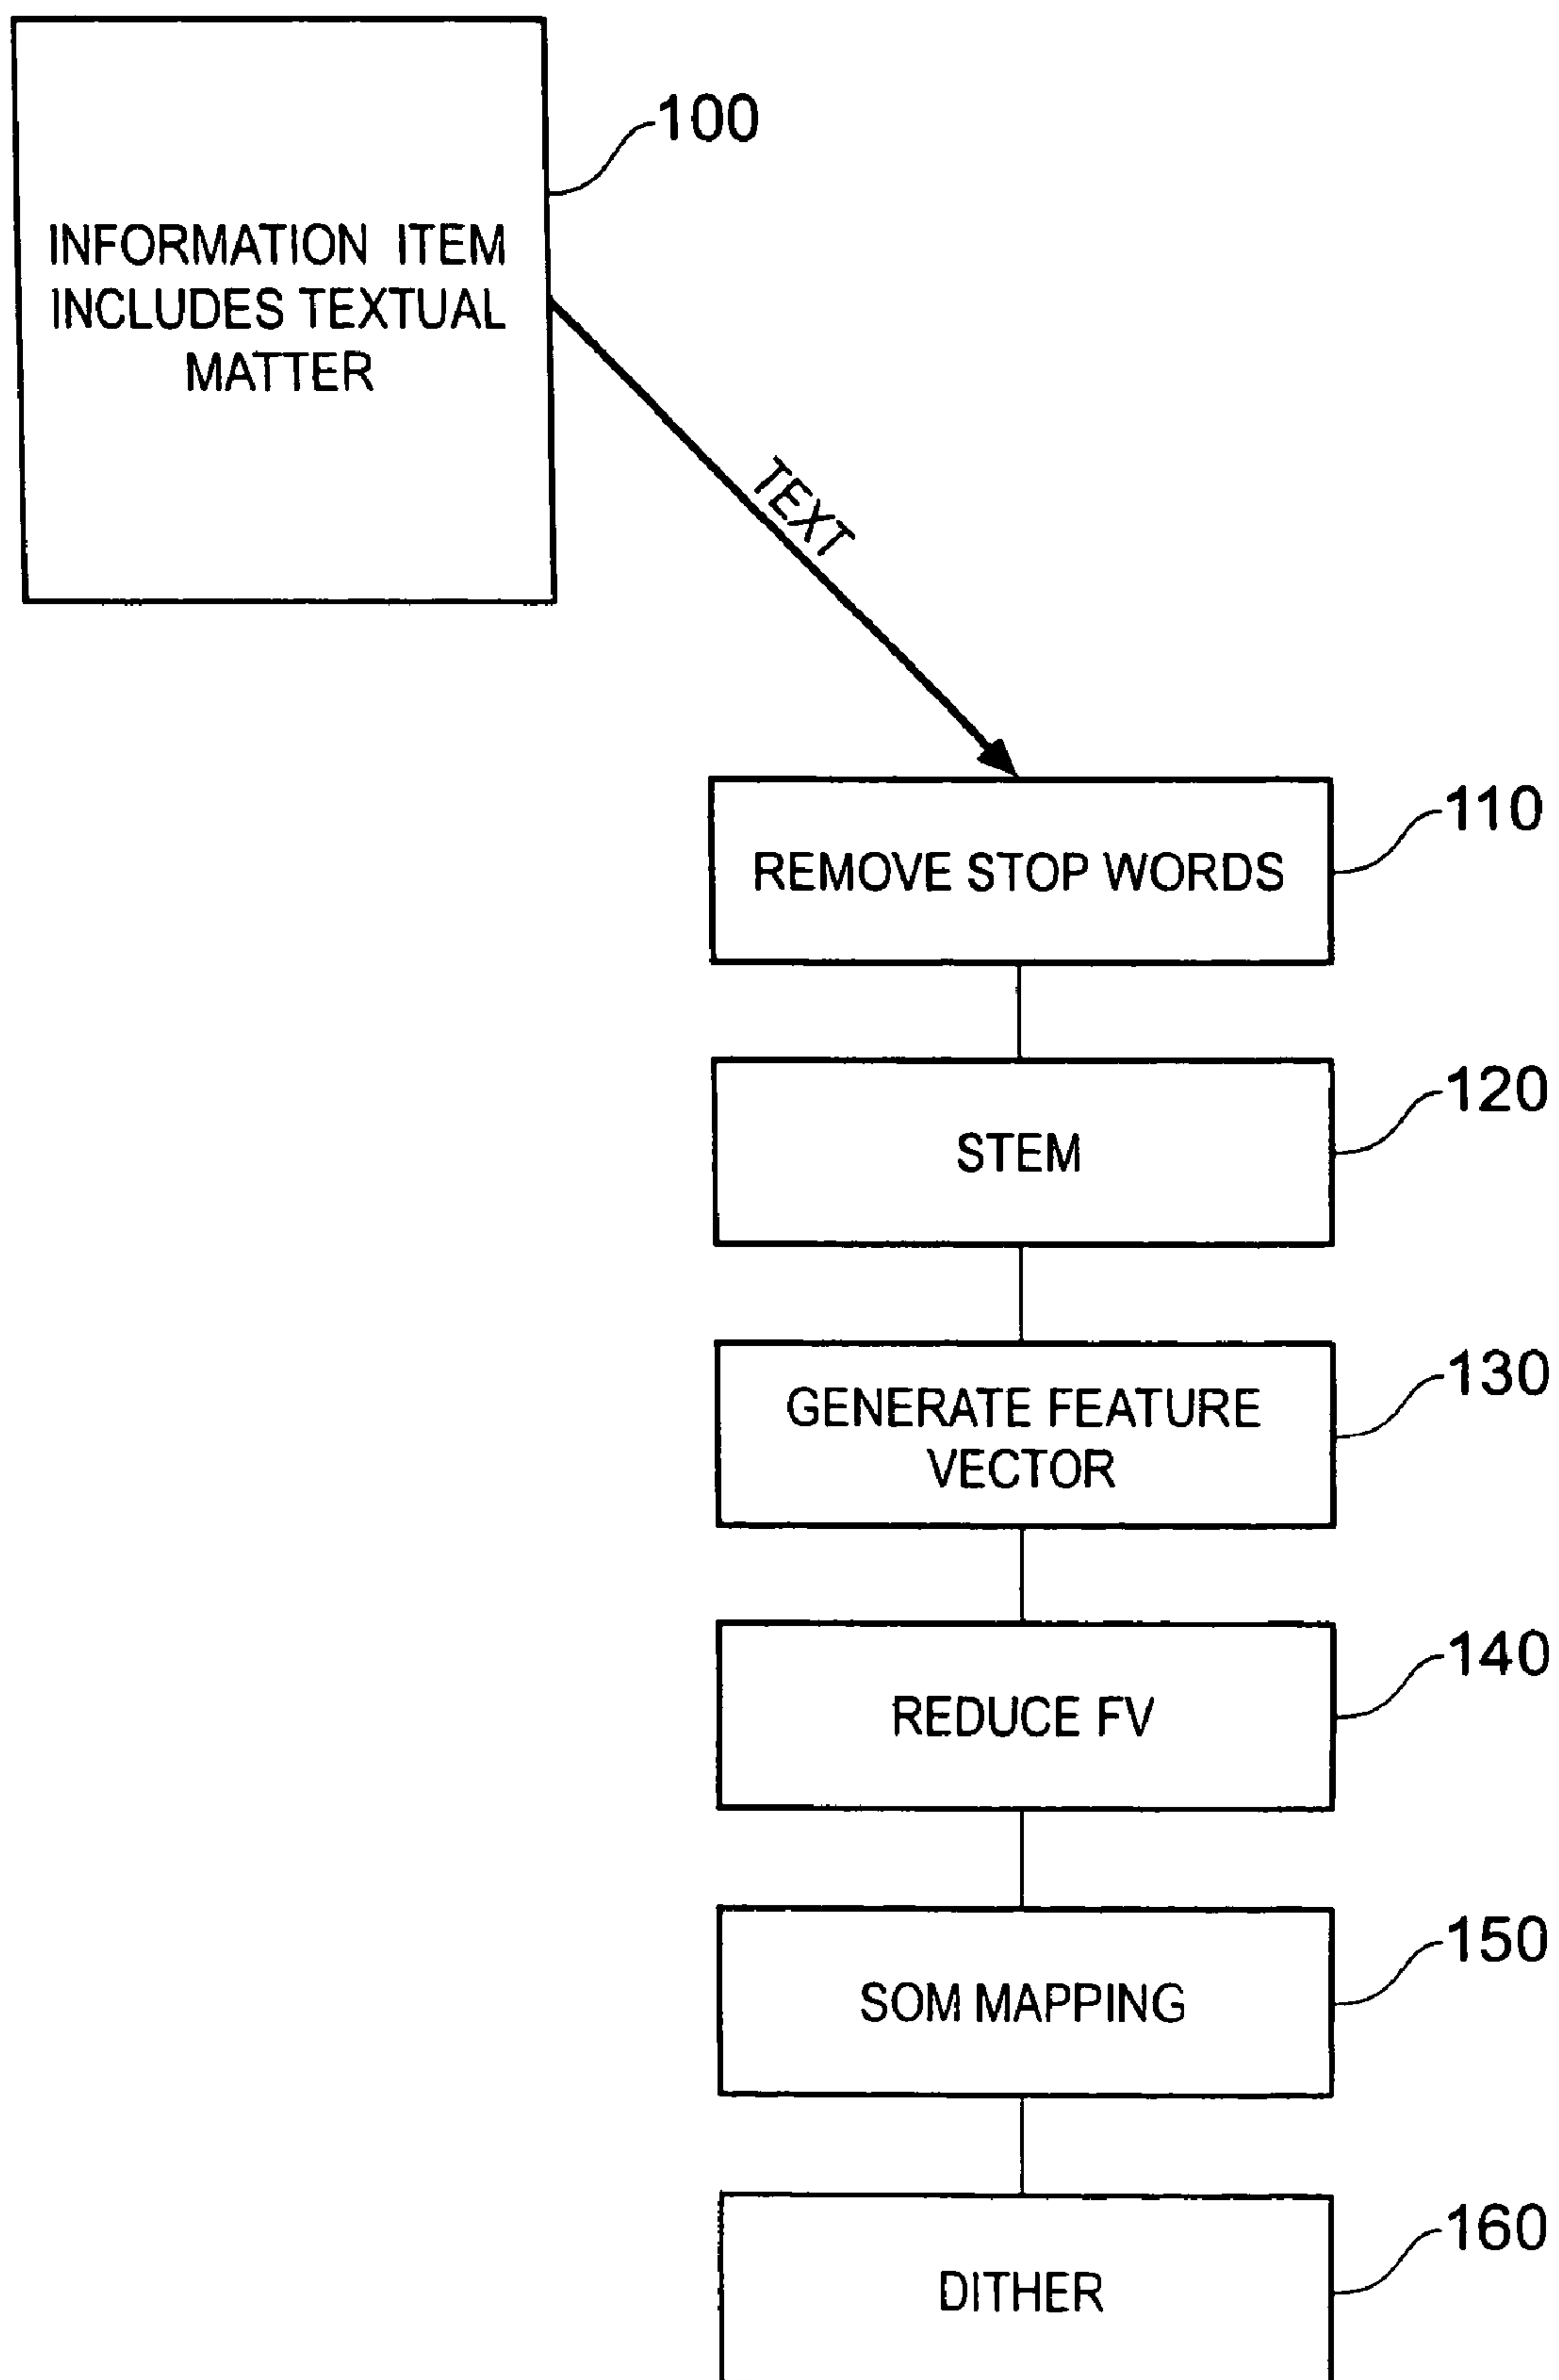 100
INFORMATION ITEM
INCLUDES TEXTUAL
MATTER
TEXT
110
REMOVE STOP WORDS
120
STEM
130
GENERATE FEATURE
VECTOR
140
REDUCE FV
150
SOM MAPPING
160
DITHER